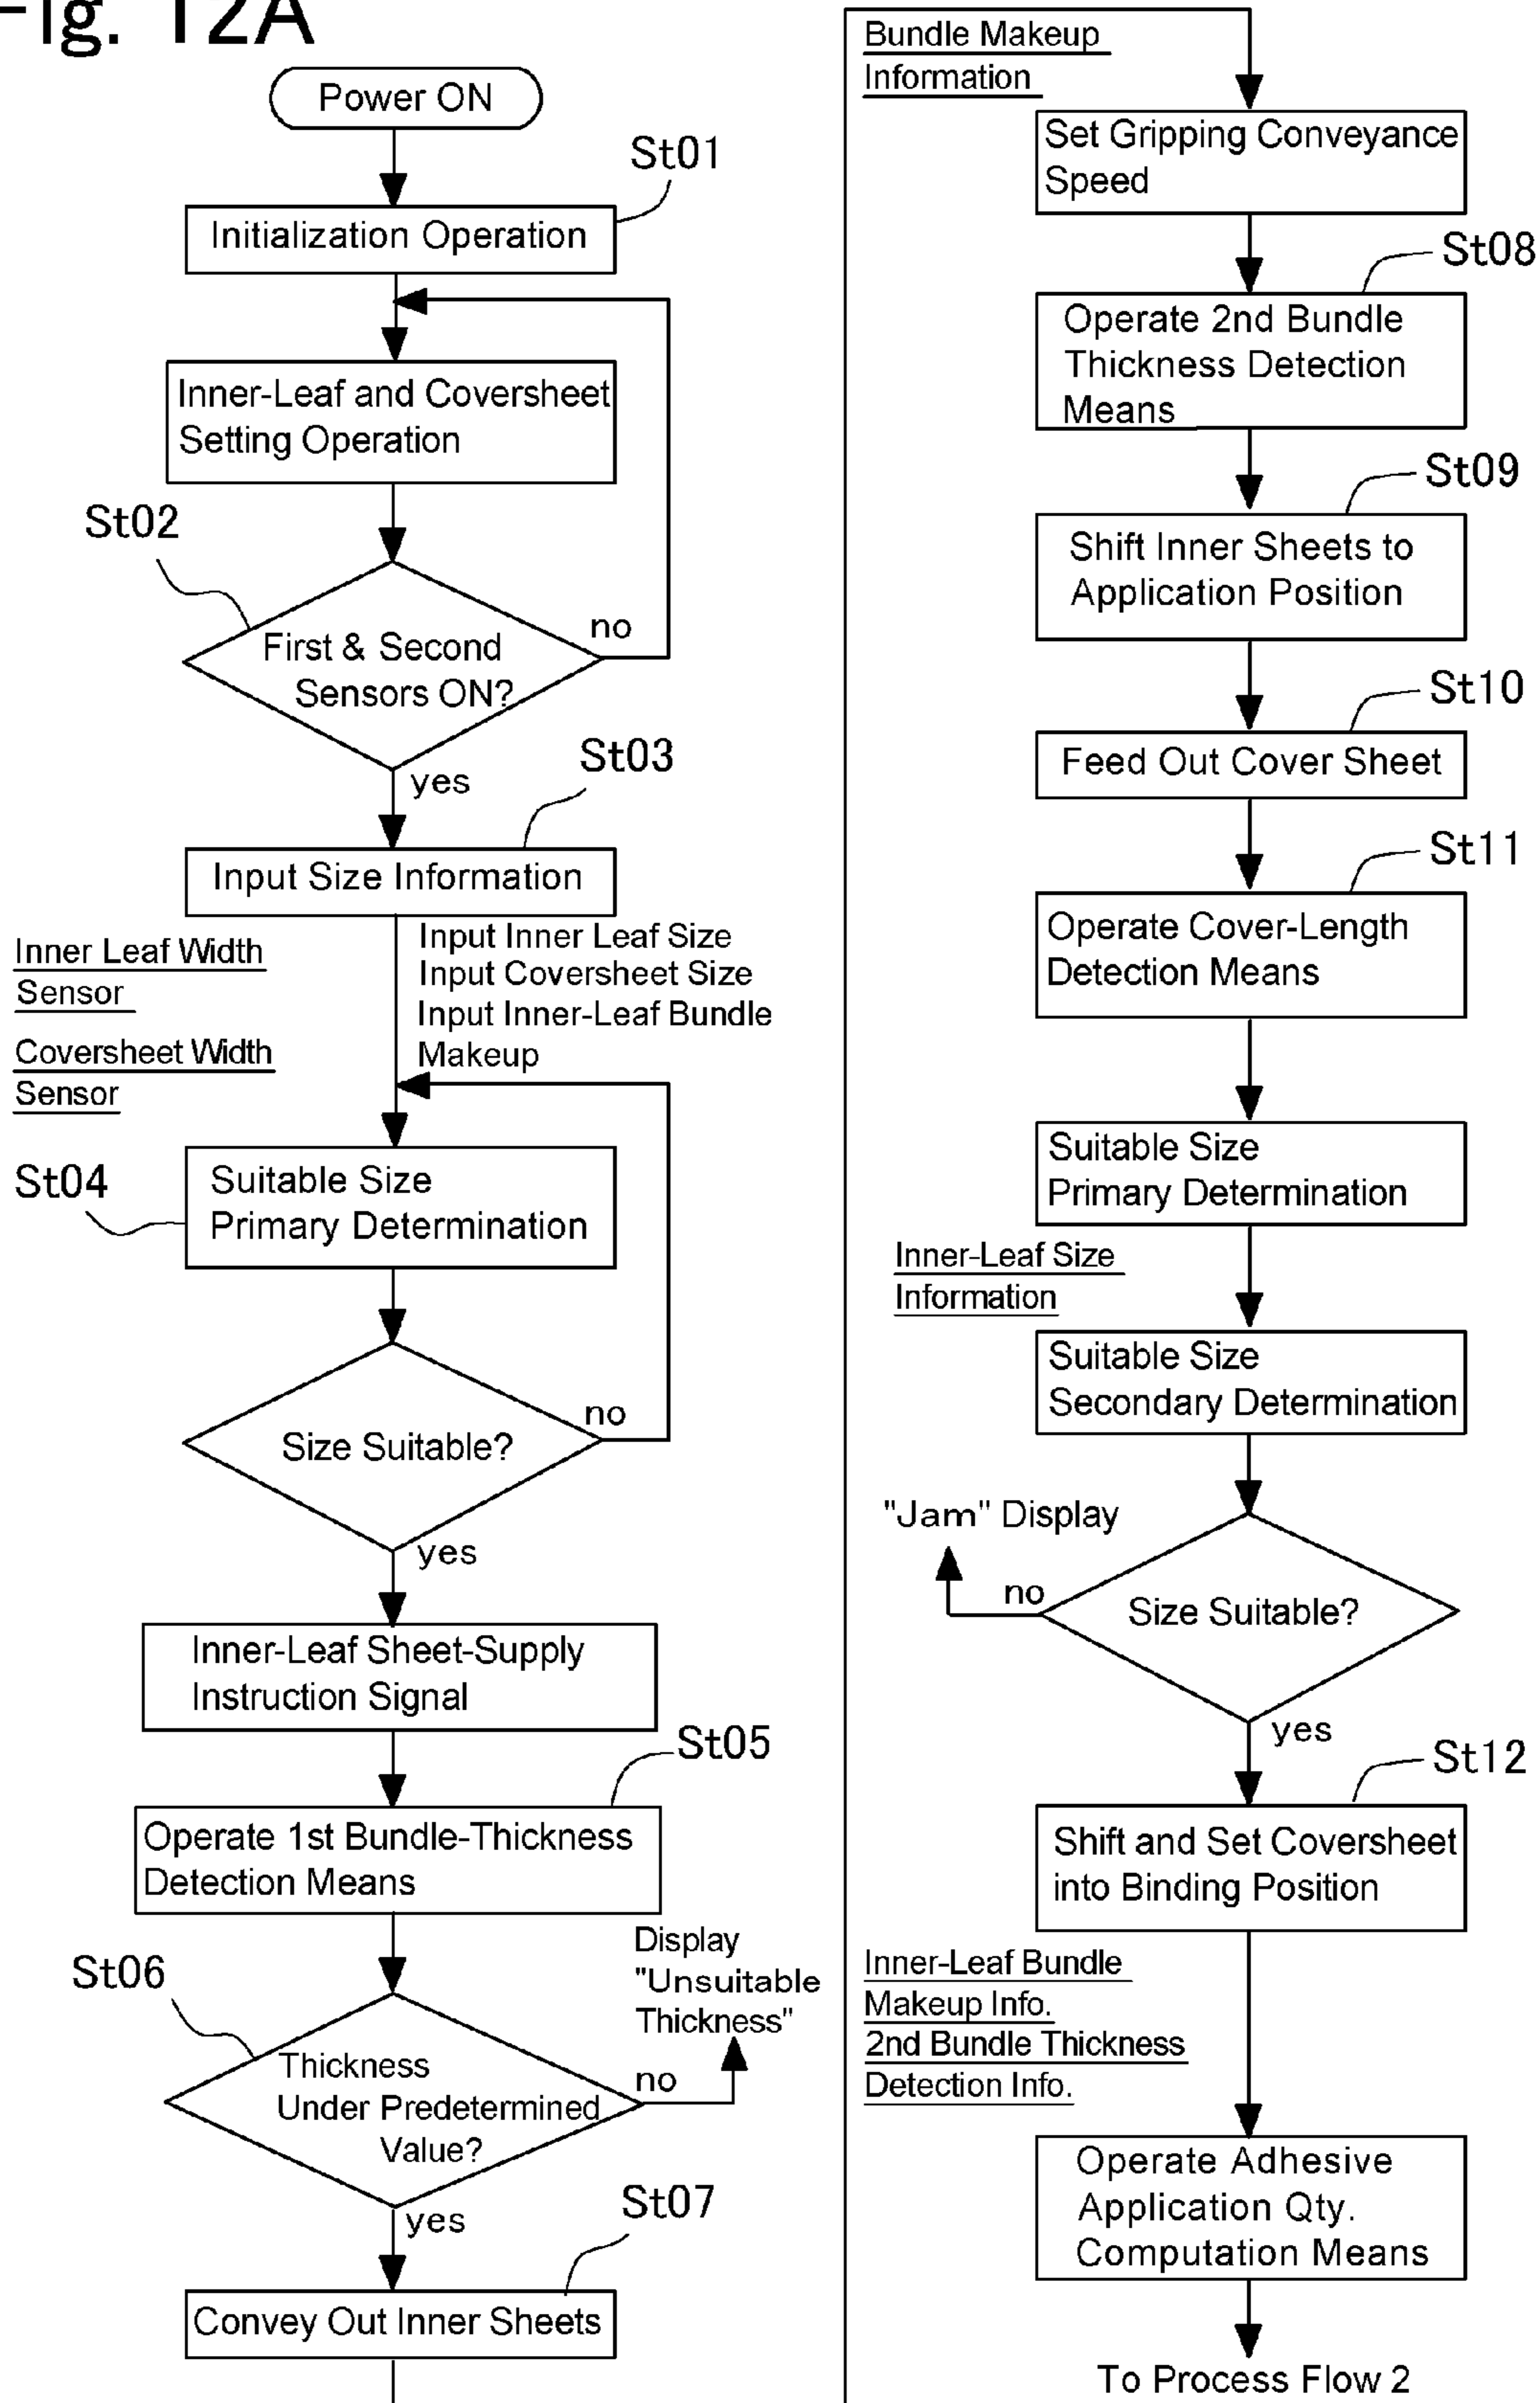 Fig. 12A
Power ON
St01
Initialization Operation
Inner-Leaf and Coversheet
Setting Operation
St02
First & Second
Sensors ON?
no
yes
St03
Input Size Information
Inner Leaf Width
Sensor
Coversheet Width
Sensor
Input Inner Leaf Size
Input Coversheet Size
Input Inner-Leaf Bundle
Makeup
St04
Suitable Size
Primary Determination
Size Suitable?
no
yes
Inner-Leaf Sheet-Supply
Instruction Signal
St05
Operate 1st Bundle-Thickness
Detection Means
St06
Thickness
Under Predetermined
Value?
no
Display
"Unsuitable
Thickness"
yes
St07
Convey Out Inner Sheets
Bundle Makeup
Information
Set Gripping Conveyance
Speed
St08
Operate 2nd Bundle
Thickness Detection
Means
St09
Shift Inner Sheets to
Application Position
St10
Feed Out Cover Sheet
St11
Operate Cover-Length
Detection Means
Suitable Size
Primary Determination
Inner-Leaf Size
Information
Suitable Size
Secondary Determination
"Jam" Display
no
Size Suitable?
yes
St12
Shift and Set Coversheet
into Binding Position
Inner-Leaf Bundle
Makeup Info.
2nd Bundle Thickness
Detection Info.
Operate Adhesive
Application Qty.
Computation Means
To Process Flow 2